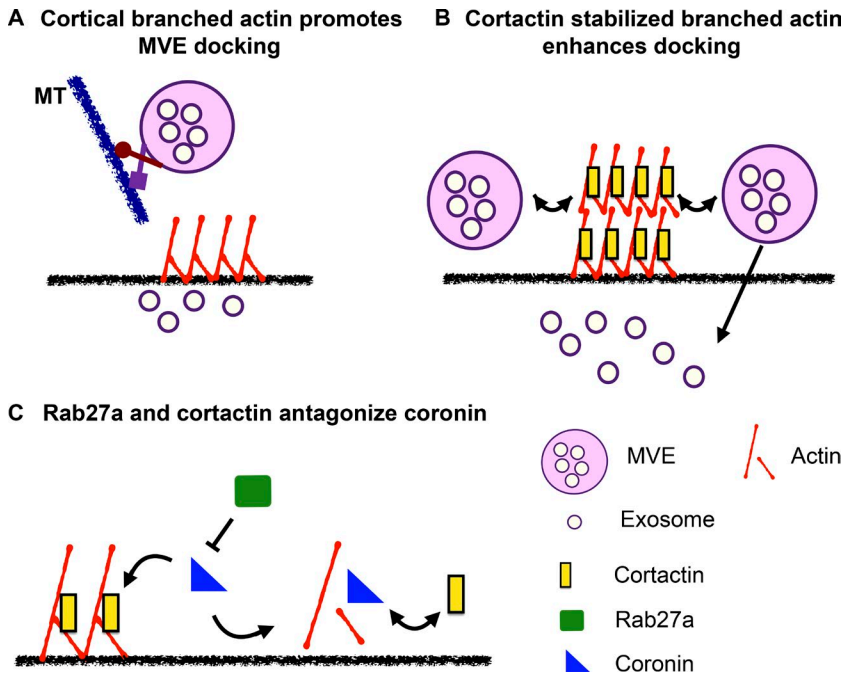 A Cortical branched actin promotes
MVE docking
MT
B Cortactin stabilized branched actin
enhances docking
C Rab27a and cortactin antagonize coronin
MVE
Actin
Exosome
Cortactin
Rab27a
Coronin